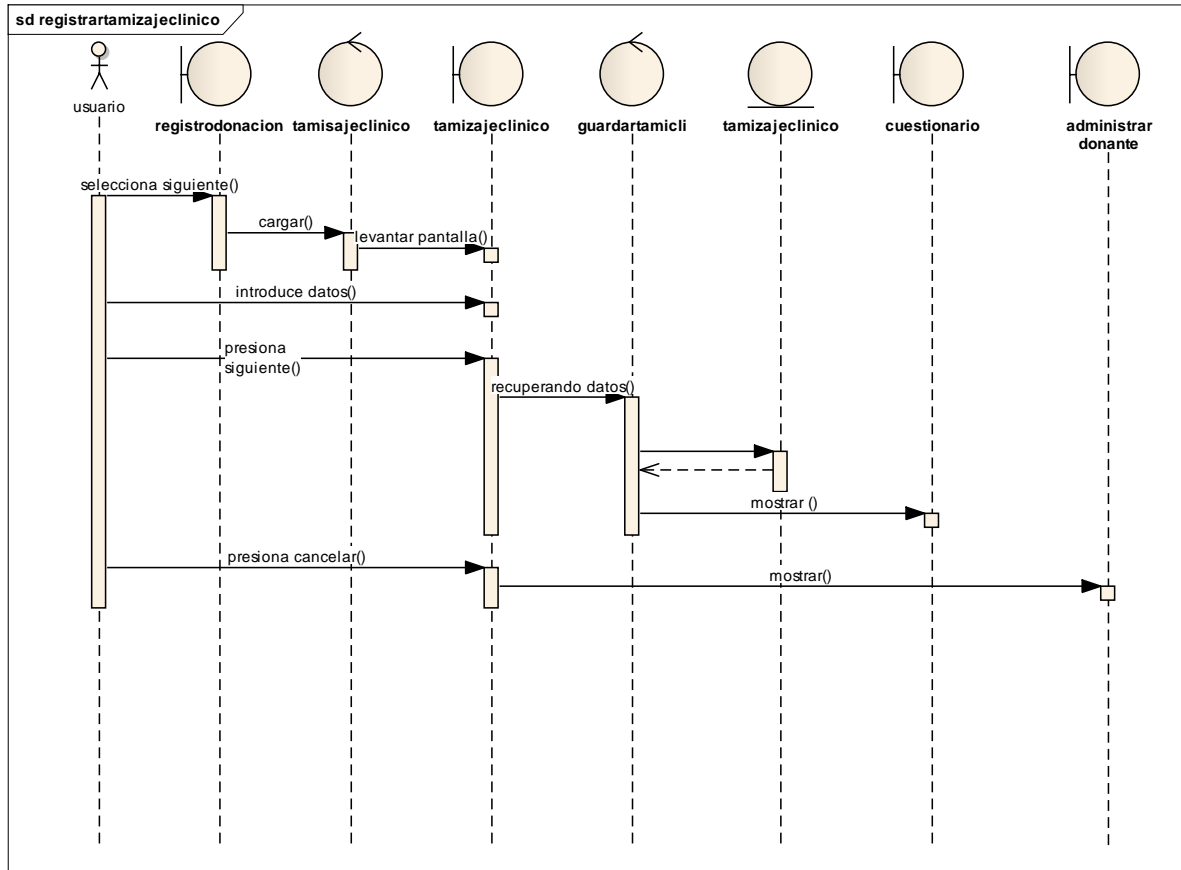 sd registrartamizajeclinico
usuario
registrodonacion
tamisajeclinico
tamizajeclinico
guardartamicli
tamizajeclinico
cuestionario
administrar
donante
selecciona siguiente()
cargar()
levantar pantalla()
introduce datos()
presiona
siguiente()
recuperando datos()
mostrar ()
presiona cancelar()
mostrar()